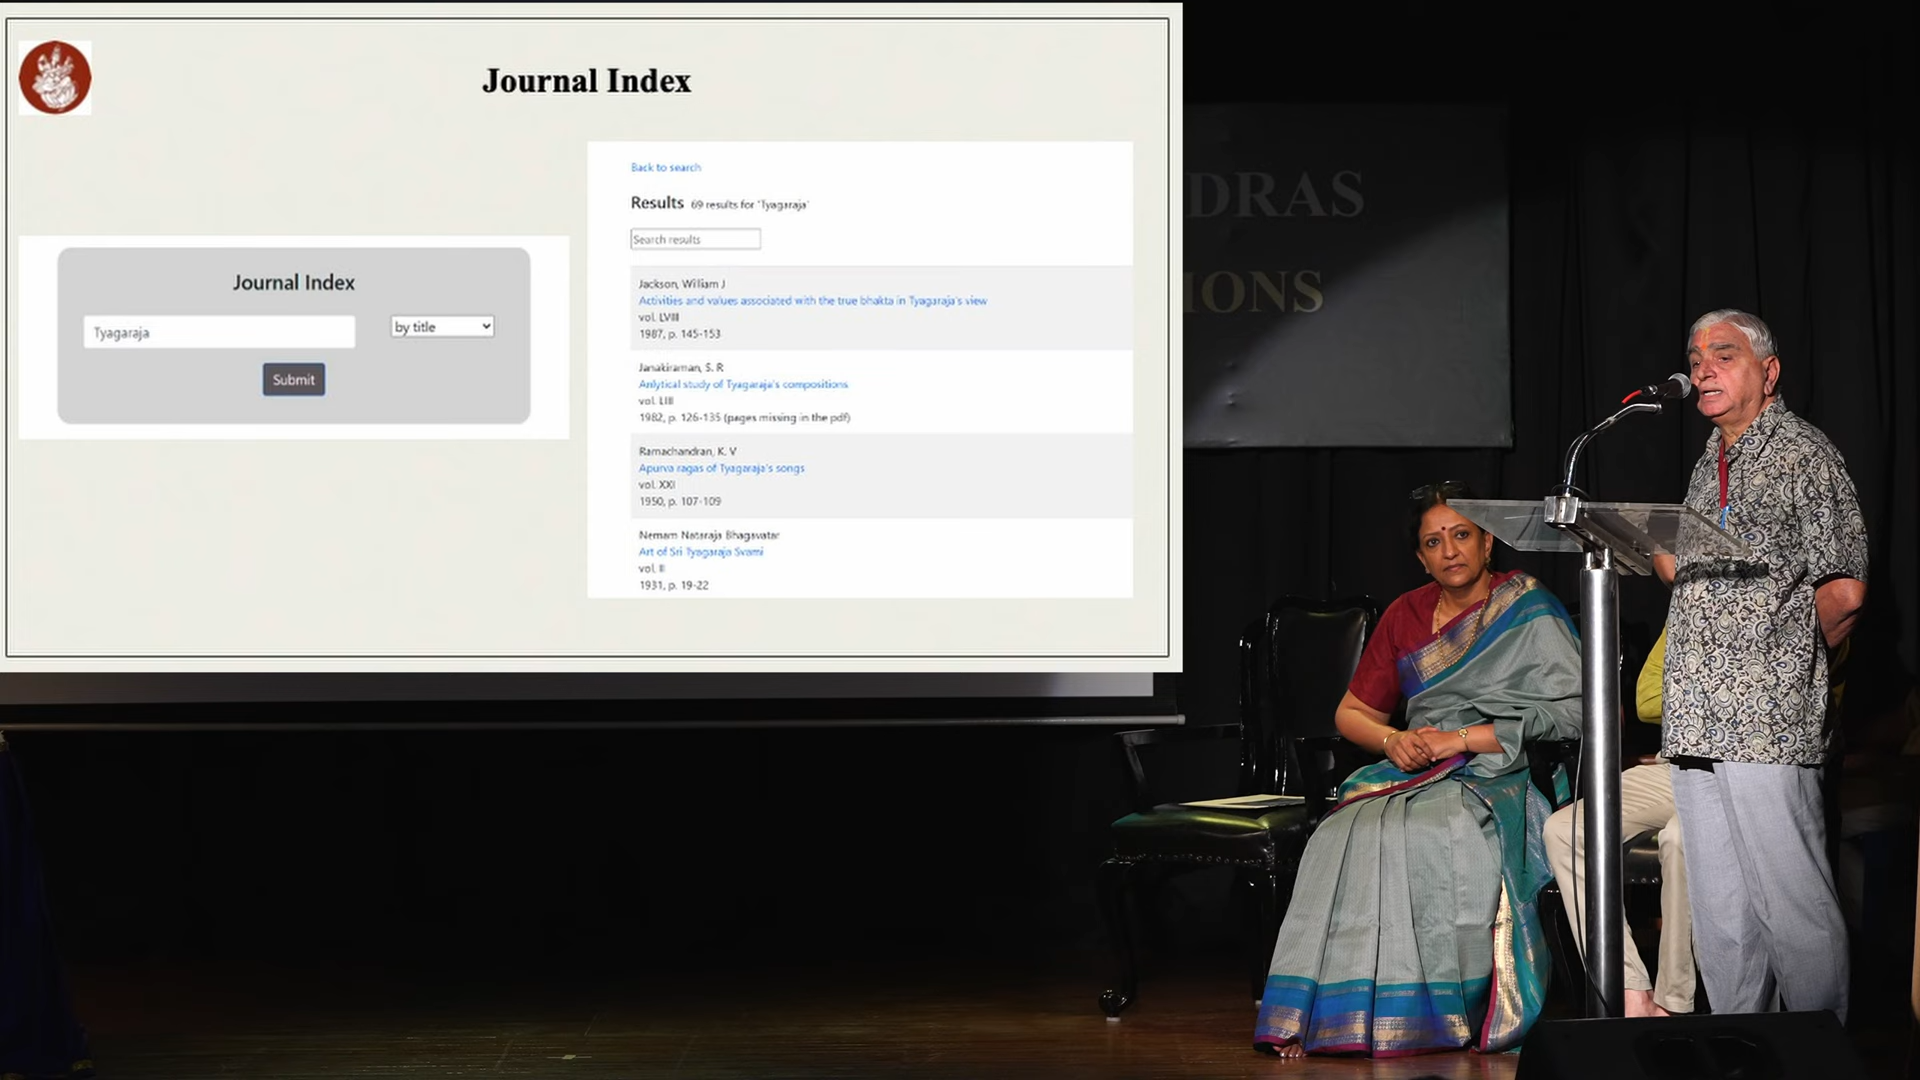 Journal Index
Journal Index
Tyagaraja
by title
Submit
Back to search
Results 69 results for 'Tyagaraja'
Search results
Jackson, William J
Activities and values associated with the true bhakta in Tyagaraja's view
vol. LVIII
1987, p. 145-153
Janakiraman, S. R
Anlytical study of Tyagaraja's compositions
vol. LIII
1982, p. 126-135 (pages missing in the pdf)
Ramachandran, K. V
Apurva ragas of Tyagaraja's songs
vol. XXI
1950, p. 107-109
Nemam Nataraja Bhagavatar
Art of Sri Tyagaraja Svami
vol. II
1931, p. 19-22
DRAS
IONS